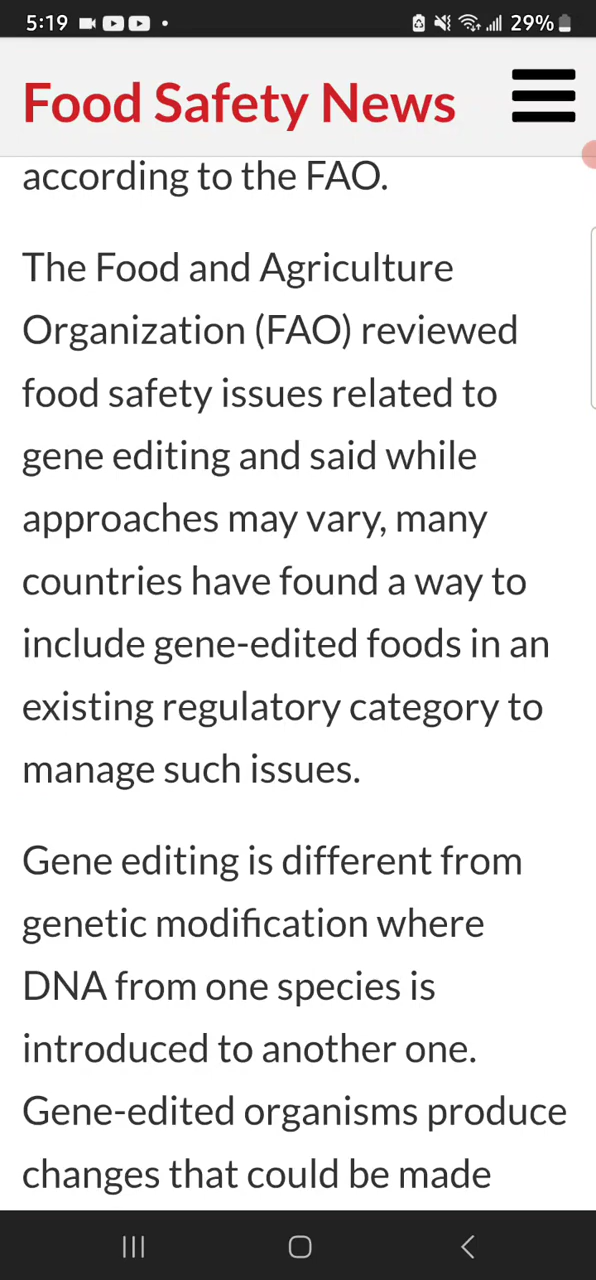 5:19
29%
Food Safety News
according to the FAO.
The Food and Agriculture
Organization (FAO) reviewed
food safety issues related to
gene editing and said while
approaches may vary, many
countries have found a way to
include gene-edited foods in an
existing regulatory category to
manage such issues.
Gene editing is different from
genetic modification where
DNA from one species is
introduced to another one.
Gene-edited organisms produce
changes that could be made